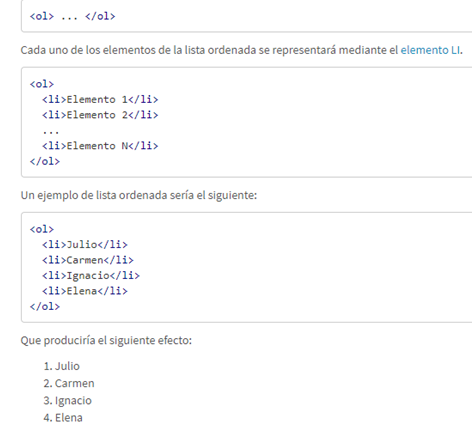 <ol> ... </ol>
Cada uno de los elementos de la lista ordenada se representará mediante el elemento LI.
<ol>
  <li>Elemento 1</li>
  <li>Elemento 2</li>
  ...
  <li>Elemento N</li>
</ol>
Un ejemplo de lista ordenada sería el siguiente:
<ol>
  <li>Julio</li>
  <li>Carmen</li>
  <li>Ignacio</li>
  <li>Elena</li>
</ol>
Que produciría el siguiente efecto:
1. Julio
2. Carmen
3. Ignacio
4. Elena